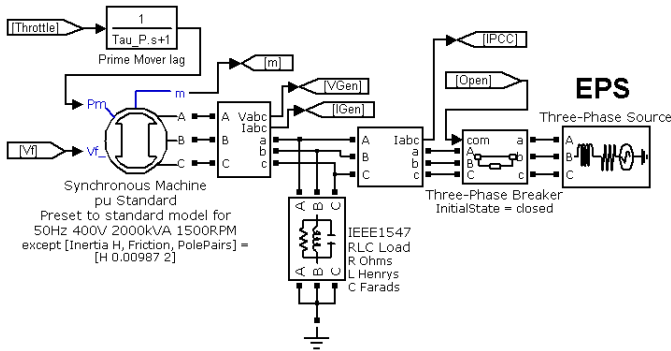 [Throttle]
1
Tau_P.s+1
Prime Mover lag
[m]
[VGen]
[IGen]
[IPCC]
[Open]
EPS
Three-Phase Source
Pm
m
Vf_
[Vf]
A
B
C
A
B
C
Vabc
Iabc
a
b
c
A
B
C
Iabc
a
b
c
com
A
B
C
a
b
c
A
B
C
Three-Phase Breaker
InitialState = closed
Synchronous Machine
pu Standard
Preset to standard model for
50Hz 400V 2000kVA 1500RPM
except [Inertia H, Friction, PolePairs] =
[H 0.00987 2]
A B C
A B C
IEEE1547
RLC Load
R Ohms
L Henrys
C Farads